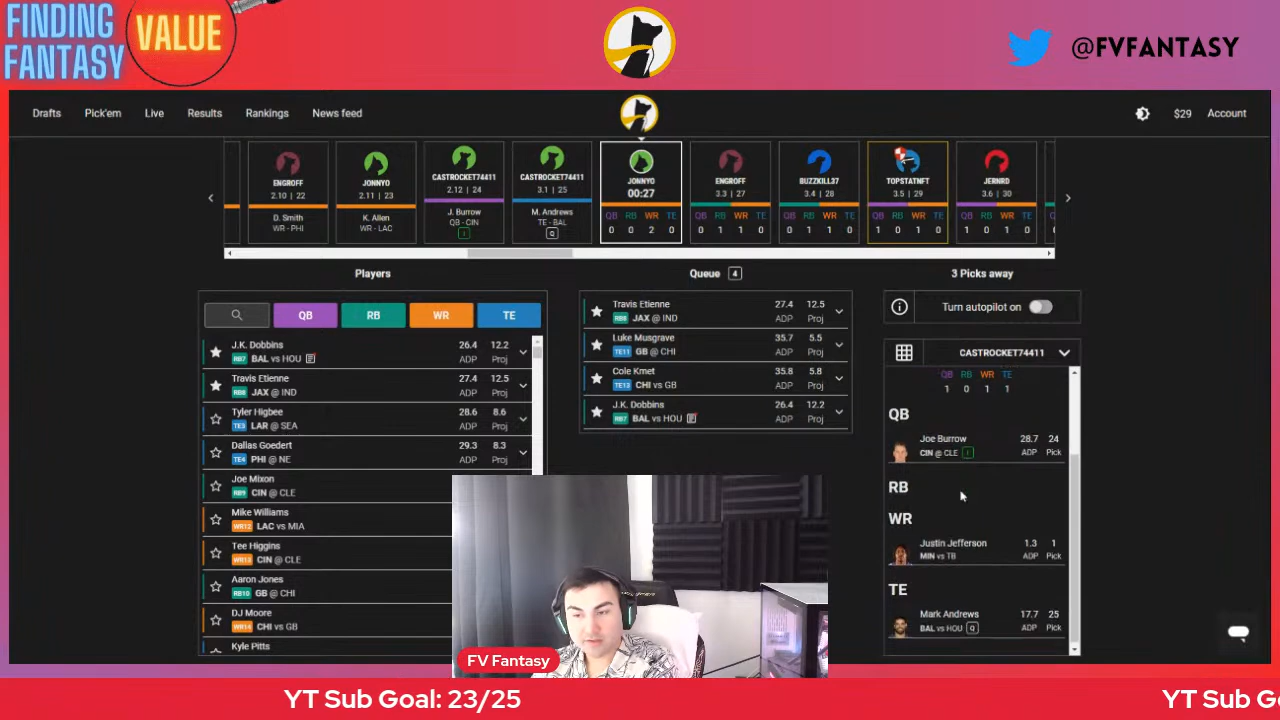 FINDING
FANTASY
VALUE
@FVFANTASY
Drafts
Pick'em
Live
Results
Rankings
News feed
$29
Account
ENGROFF
2.10 | 22
D. Smith
WR - PHI
JONNYO
2.11 | 23
K. Allen
WR - LAC
CASTROCKET74411
2.12 | 24
J. Burrow
QB - CIN
I
CASTROCKET74411
3.1 | 25
M. Andrews
TE - BAL
Q
JONNYO
00:27
QB RB WR TE
0 0 2 0
ENGROFF
3.3 | 27
QB RB WR TE
0 1 1 0
BUZZKILL37
3.4 | 28
QB RB WR TE
0 1 1 0
TOPSTATNFT
3.5 | 29
QB RB WR TE
1 0 1 0
JERNRD
3.6 | 30
QB RB WR TE
1 0 1 0
Players
QB
RB
WR
TE
J.K. Dobbins 26.4 12.2
RB7 BAL vs HOU ADP Proj
Travis Etienne 27.4 12.5
RB8 JAX @ IND ADP Proj
Tyler Higbee 28.6 8.6
TE3 LAR @ SEA ADP Proj
Dallas Goedert 29.3 8.3
TE4 PHI @ NE ADP Proj
Joe Mixon
RB9 CIN @ CLE
Mike Williams
WR12 LAC vs MIA
Tee Higgins
WR13 CIN @ CLE
Aaron Jones
RB10 GB @ CHI
DJ Moore
WR14 CHI vs GB
Kyle Pitts
Queue 4
Travis Etienne 27.4 12.5
RB8 JAX @ IND ADP Proj
Luke Musgrave 35.7 5.5
TE11 GB @ CHI ADP Proj
Cole Kmet 35.8 5.8
TE13 CHI vs GB ADP Proj
J.K. Dobbins 26.4 12.2
RB7 BAL vs HOU ADP Proj
3 Picks away
Turn autopilot on
CASTROCKET74411
QB RB WR TE
1 0 1 1
QB
Joe Burrow 28.7 24
CIN @ CLE I ADP Pick
RB
WR
Justin Jefferson 1.3 1
MIN vs TB ADP Pick
TE
Mark Andrews 17.7 25
BAL vs HOU Q ADP Pick
FV Fantasy
YT Sub Goal: 23/25
YT Sub Go